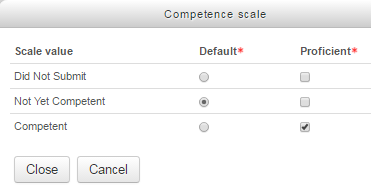 Competence scale
Scale value Default* Proficient*
Did Not Submit
Not Yet Competent
Competent
Close Cancel